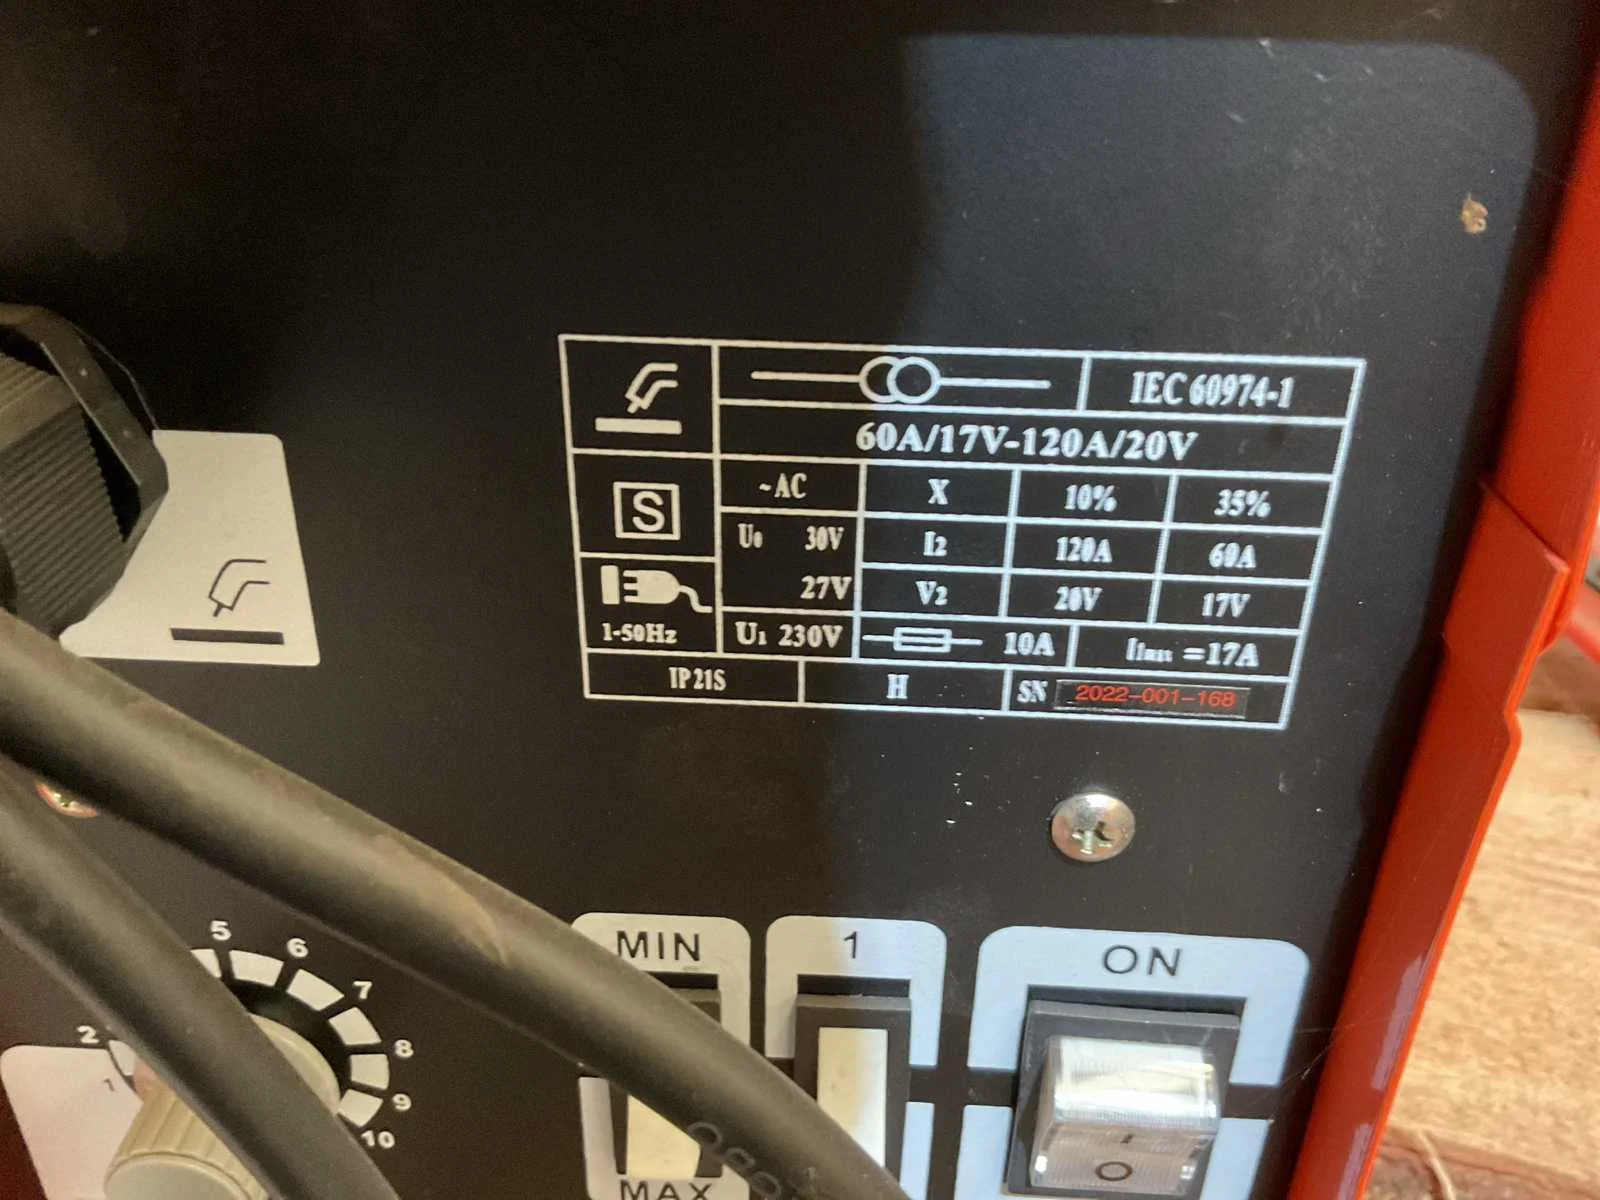 IEC 60974-1
60A/17V-120A/20V
~AC X 10% 35%
U0 30V I2 120A 60A
27V V2 20V 17V
S
1-50Hz U1 230V 10A I1max =17A
IP21S H SN 2022-001-168
MIN 1 ON
MAX
O
1
2
5
6
7
8
9
10